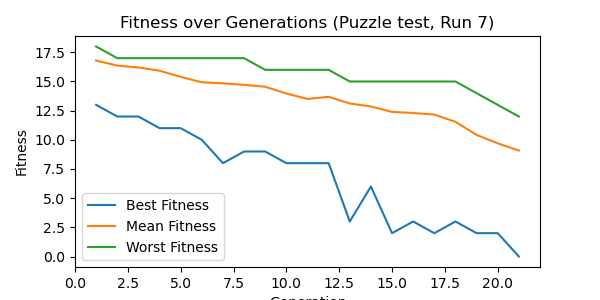 Fitness over Generations (Puzzle test, Run 7)
Fitness
17.5
15.0
12.5
10.0
7.5
5.0
2.5
0.0
Best Fitness
Mean Fitness
Worst Fitness
0.0 2.5 5.0 7.5 10.0 12.5 15.0 17.5 20.0
Generation